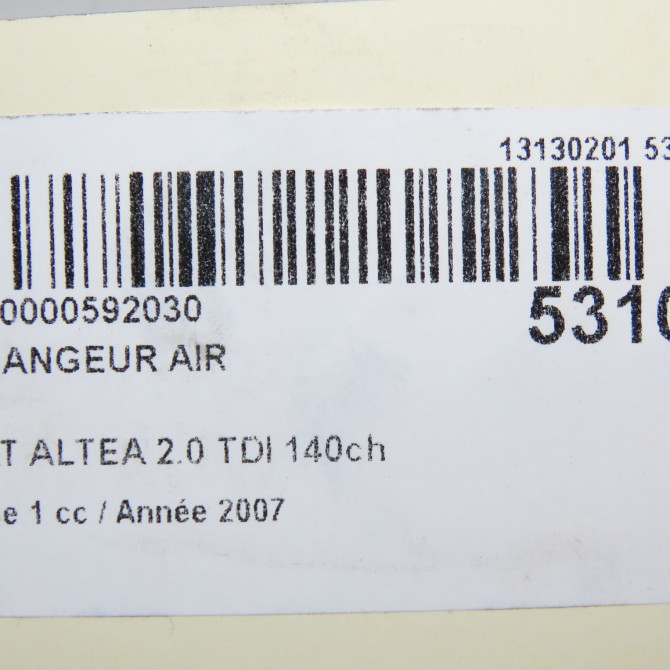 13130201 53
0000592030
5310
ANGEUR AIR
T ALTEA 2.0 TDI 140ch
e 1 cc / Année 2007